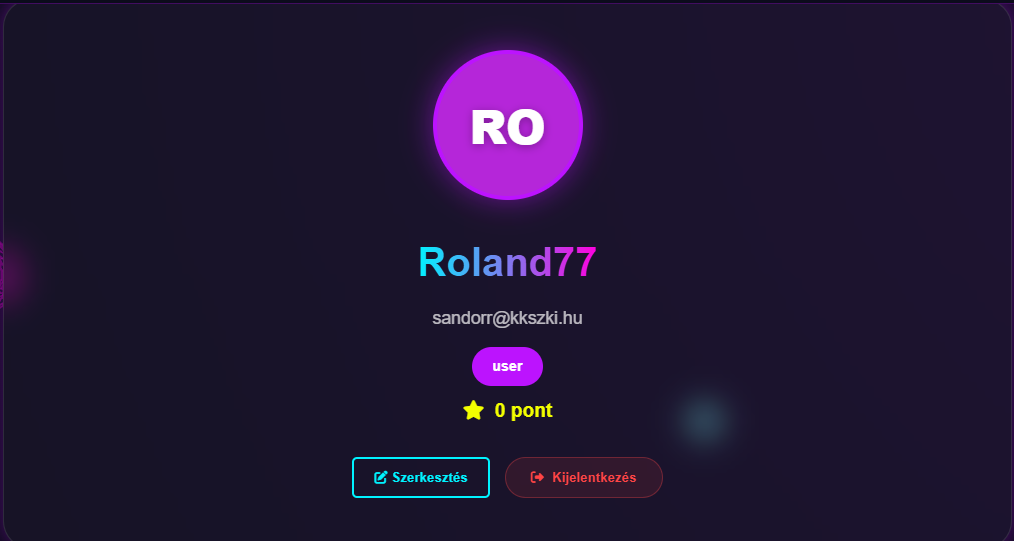 RO
Roland77
sandorr@kkszki.hu
user
0 pont
Szerkesztés
Kijelentkezés